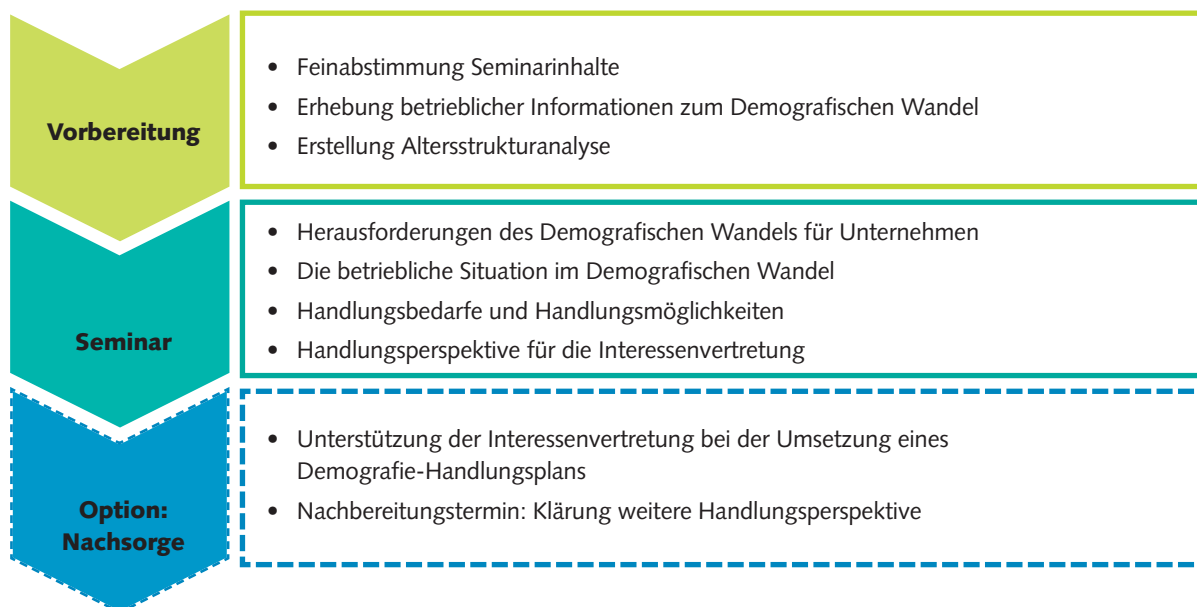 Vorbereitung
• Feinabstimmung Seminarinhalte
• Erhebung betrieblicher Informationen zum Demografischen Wandel
• Erstellung Altersstrukturanalyse
Seminar
• Herausforderungen des Demografischen Wandels für Unternehmen
• Die betriebliche Situation im Demografischen Wandel
• Handlungsbedarfe und Handlungsmöglichkeiten
• Handlungsperspektive für die Interessenvertretung
Option:
Nachsorge
• Unterstützung der Interessenvertretung bei der Umsetzung eines
Demografie-Handlungsplans
• Nachbereitungstermin: Klärung weitere Handlungsperspektive